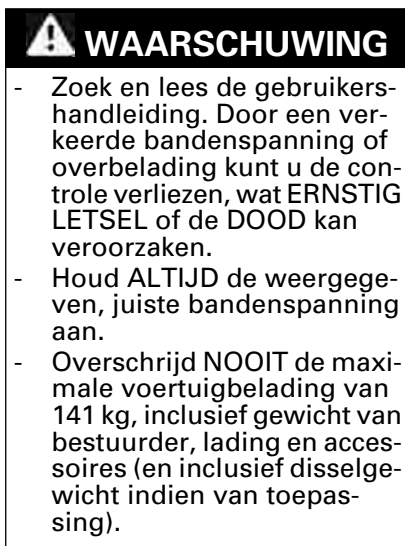 WAARSCHUWING
- Zoek en lees de gebruikers-
handleiding. Door een ver-
keerde bandenspanning of
overbelading kunt u de con-
trole verliezen, wat ERNSTIG
LETSEL of de DOOD kan
veroorzaken.
- Houd ALTIJD de weergege-
ven, juiste bandenspanning
aan.
- Overschrijd NOOIT de maxi-
male voertuigbelading van
141 kg, inclusief gewicht van
bestuurder, lading en acces-
soires (en inclusief disselge-
wicht indien van toepas-
sing).